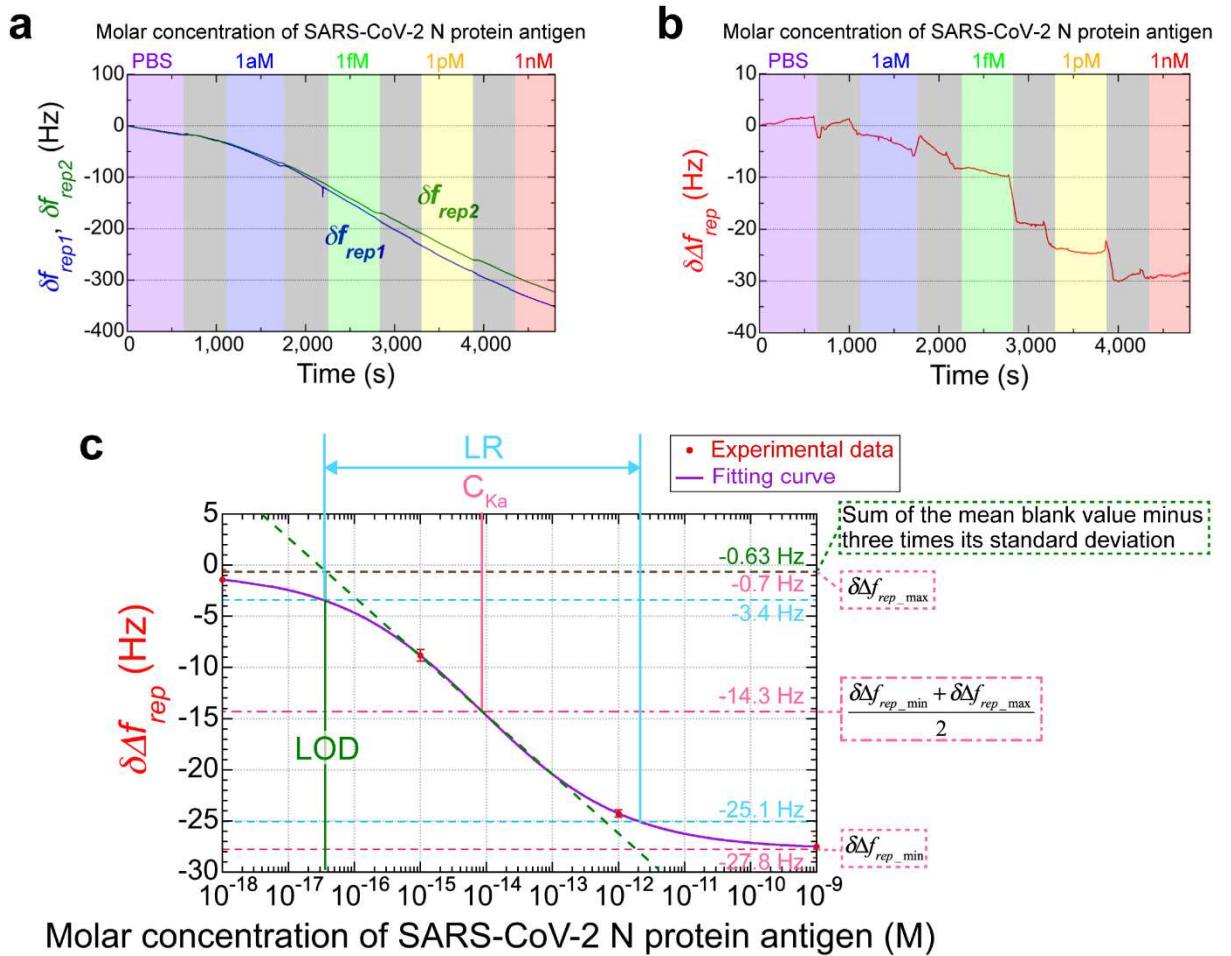 a
Molar concentration of SARS-CoV-2 N protein antigen
PBS 1aM 1fM 1pM 1nM
δf_rep1, δf_rep2 (Hz)
100
0
-100
-200
-300
-400
δf_rep2
δf_rep1
0 1,000 2,000 3,000 4,000
Time (s)
b
Molar concentration of SARS-CoV-2 N protein antigen
PBS 1aM 1fM 1pM 1nM
δΔf_rep (Hz)
10
0
-10
-20
-30
-40
0 1,000 2,000 3,000 4,000
Time (s)
c
LR
C_Ka
Experimental data
Fitting curve
δΔf_rep (Hz)
5
0
-5
-10
-15
-20
-25
-30
-0.63 Hz
-0.7 Hz
-3.4 Hz
-14.3 Hz
-25.1 Hz
-27.8 Hz
LOD
Sum of the mean blank value minus
three times its standard deviation
δΔf_rep_max
(δΔf_rep_min + δΔf_rep_max)/2
δΔf_rep_min
10^-18 10^-17 10^-16 10^-15 10^-14 10^-13 10^-12 10^-11 10^-10 10^-9
Molar concentration of SARS-CoV-2 N protein antigen (M)